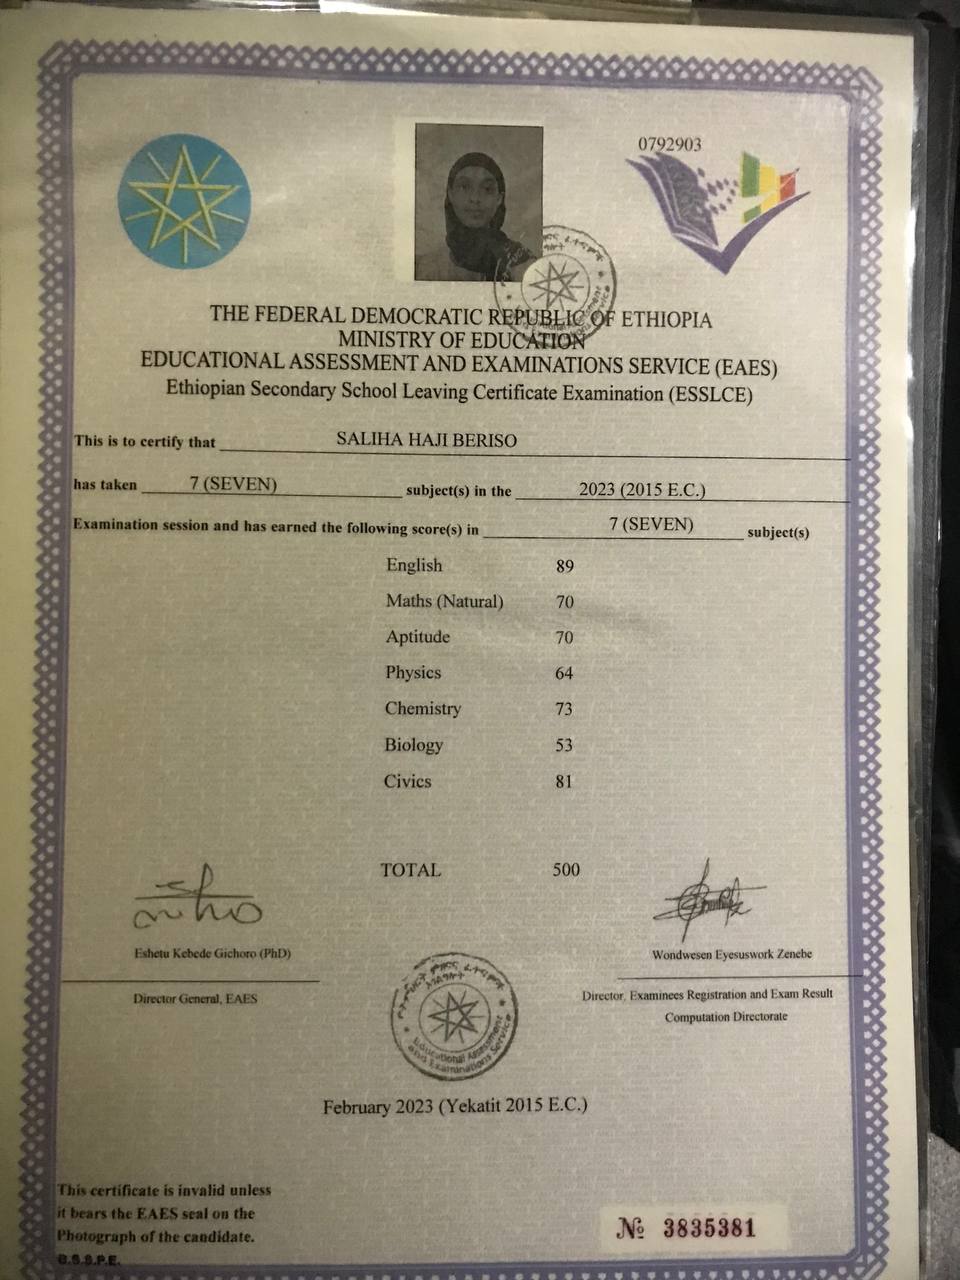 0792903
THE FEDERAL DEMOCRATIC REPUBLIC OF ETHIOPIA
MINISTRY OF EDUCATION
EDUCATIONAL ASSESSMENT AND EXAMINATIONS SERVICE (EAES)
Ethiopian Secondary School Leaving Certificate Examination (ESSLCE)
This is to certify that SALIHA HAJI BERISO
has taken 7 (SEVEN) subject(s) in the 2023 (2015 E.C.)
Examination session and has earned the following score(s) in 7 (SEVEN) subject(s)
English 89
Maths (Natural) 70
Aptitude 70
Physics 64
Chemistry 73
Biology 53
Civics 81
TOTAL 500
Eshetu Kebede Gichoro (PhD)
Director General, EAES
Wondwesen Eyesuswork Zenebe
Director, Examinees Registration and Exam Result
Computation Directorate
Educational Assessment
and Examinations Service
February 2023 (Yekatit 2015 E.C.)
This certificate is invalid unless
it bears the EAES seal on the
Photograph of the candidate.
B.S.S.P.E.
№ 3835381